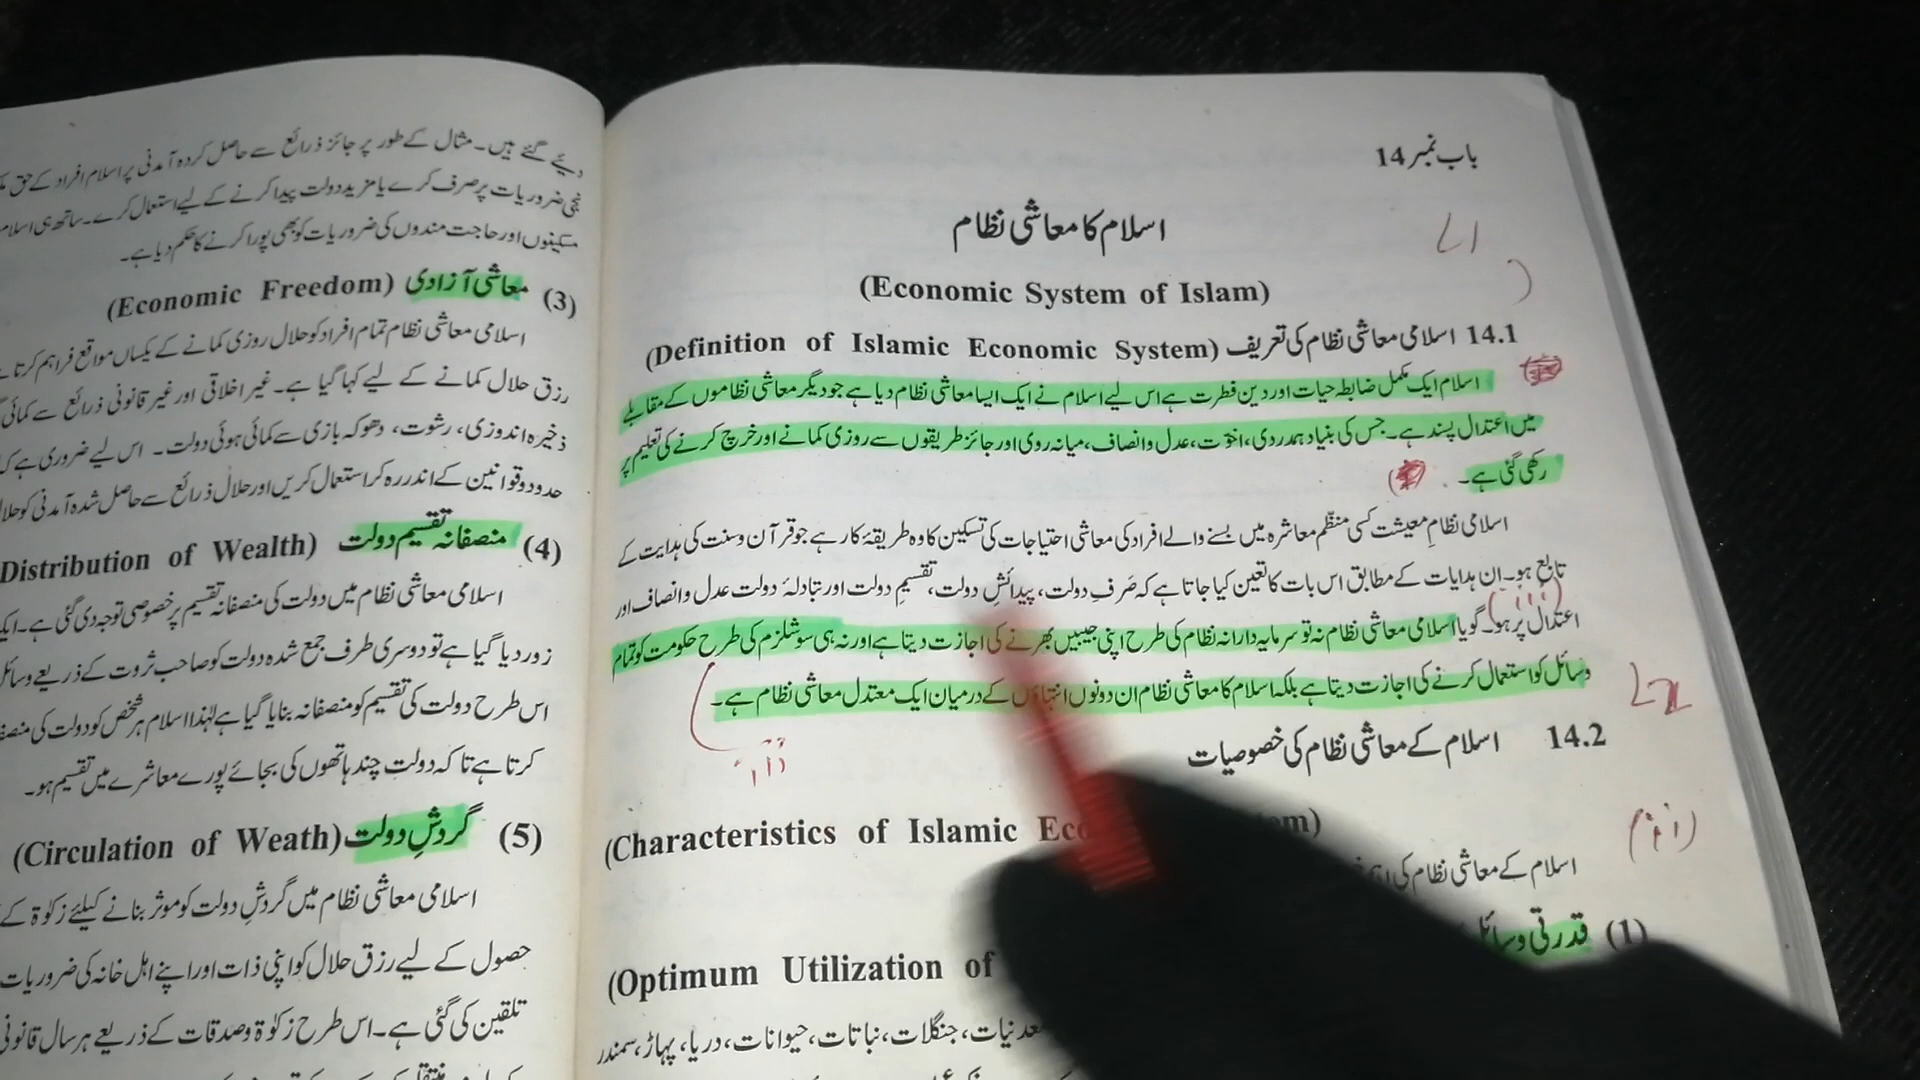 باب نمبر 14
اسلام کا معاشی نظام
(Economic System of Islam)
14.1 اسلامی معاشی نظام کی تعریف (Definition of Islamic Economic System)
اسلام ایک مکمل ضابطہ حیات اور دین فطرت ہے اس لیے اسلام نے ایک ایسا معاشی نظام دیا ہے جو دیگر معاشی نظاموں کے مقابلے
میں اعتدال پسند ہے۔ جس کی بنیاد ہمدردی، اخوّت، عدل و انصاف، میانہ روی اور جائز طریقوں سے روزی کمانے اور خرچ کرنے کی تعلیم پر
رکھی گئی ہے۔
اسلامی نظامِ معیشت کسی منظّم معاشرہ میں بسنے والے افراد کی معاشی احتیاجات کی تسکین کا وہ طریقۂ کار ہے جو قرآن و سنت کی ہدایت کے
تابع ہو۔ ان ہدایات کے مطابق اس بات کا تعین کیا جاتا ہے کہ صَرفِ دولت، پیدائشِ دولت، تقسیمِ دولت اور تبادلۂ دولت عدل و انصاف اور
اعتدال پر ہو۔ گویا اسلامی معاشی نظام نہ تو سرمایہ دارانہ نظام کی طرح اپنی جیبیں بھرنے کی اجازت دیتا ہے اور نہ ہی سوشلزم کی طرح حکومت کو تمام
وسائل کو استعمال کرنے کی اجازت دیتا ہے بلکہ اسلام کا معاشی نظام ان دونوں انتہاؤں کے درمیان ایک معتدل معاشی نظام ہے۔
14.2 اسلام کے معاشی نظام کی خصوصیات
(Characteristics of Islamic
اسلام کے معاشی نظام کی
(1) قدرتی وسائل
(Optimum Utilization of
معدنیات، جنگلات، نباتات، حیوانات، دریا، پہاڑ، سمندر
دیئے گئے ہیں۔ مثال کے طور پر جائز ذرائع سے حاصل کردہ آمدنی پر اسلام افراد کے حق
نجی ضروریات پر صرف کرے یا مزید دولت پیدا کرنے کے لیے استعمال کرے۔ ساتھ ہی اسلام
مسکینوں اور حاجت مندوں کی ضروریات کو بھی پورا کرنے کا حکم دیا ہے۔
(3) معاشی آزادی (Economic Freedom)
اسلامی معاشی نظام تمام افراد کو حلال روزی کمانے کے یکساں مواقع فراہم کرتا ہے
رزق حلال کمانے کے لیے کہا گیا ہے۔ غیر اخلاقی اور غیر قانونی ذرائع سے کمائی
ذخیرہ اندوزی، رشوت، دھوکہ بازی سے کمائی ہوئی دولت۔ اس لیے ضروری ہے کہ
حدود و قوانین کے اندر رہ کر استعمال کریں اور حلال ذرائع سے حاصل شدہ آمدنی کو حلال
(4) منصفانہ تقسیم دولت Distribution of Wealth)
اسلامی معاشی نظام میں دولت کی منصفانہ تقسیم پر خصوصی توجہ دی گئی ہے۔ ایک
زور دیا گیا ہے تو دوسری طرف جمع شدہ دولت کو صاحب ثروت کے ذریعے وسائل
اس طرح دولت کی تقسیم کو منصفانہ بنایا گیا ہے لہٰذا اسلام ہر شخص کو دولت کی
کرتا ہے تا کہ دولت چند ہاتھوں کی بجائے پورے معاشرے میں تقسیم ہو۔
(5) گردشِ دولت (Circulation of Weath)
اسلامی معاشی نظام میں گردشِ دولت کو موثر بنانے کیلئے زکوٰۃ کے
حصول کے لیے رزق حلال کو اپنی ذات اور اپنے اہل خانہ کی ضروریات
تلقین کی گئی ہے۔ اس طرح زکوٰۃ و صدقات کے ذریعے ہر سال قانونی